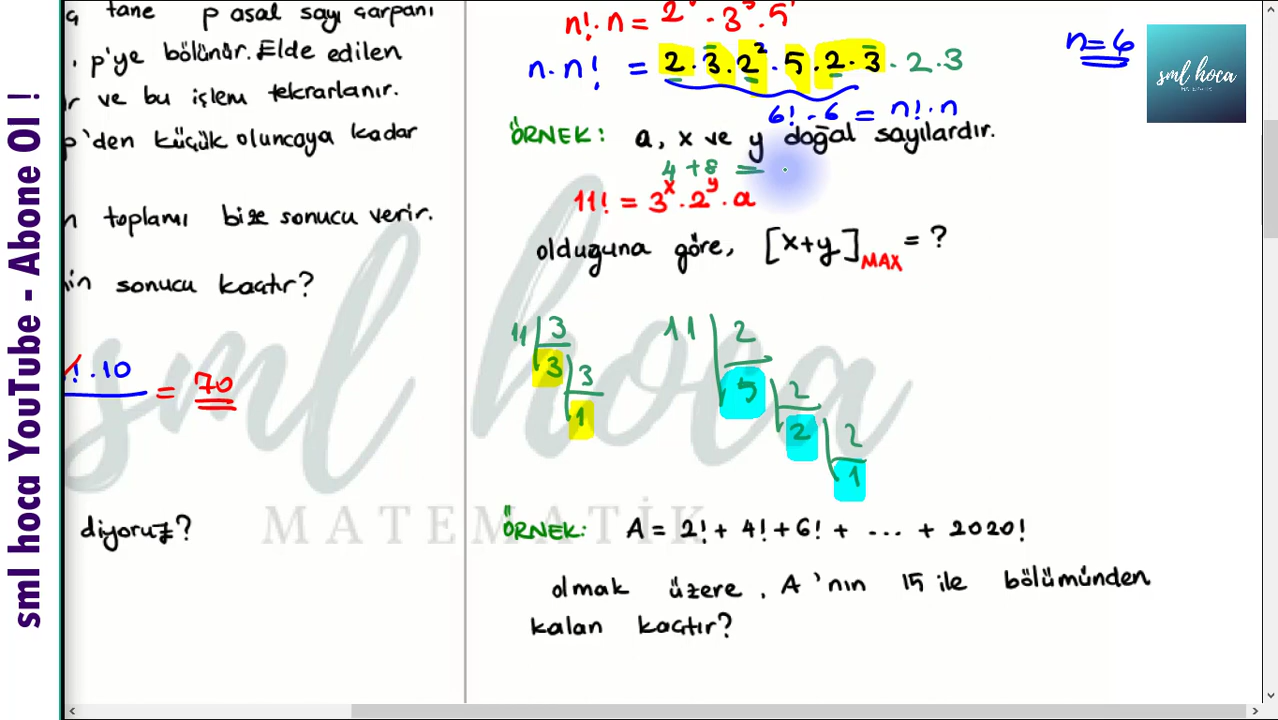 sml hoca YouTube - Abone Ol !
tane p asal sayı çarpanı
. p'ye bölünür. Elde edilen
ır ve bu işlem tekrarlanır.
p'den küçük oluncaya kadar
toplamı bize sonucu verir.
sonucu kaçtır?
! . 10 = 70
diyoruz?
n! . n = 2 . 3 . 5
n . n! = 2 . 3 . 2² . 5 . 2 . 3 . 2 . 3
n = 6
sml hoca
MATEMATİK
6! . 6 = n! . n
ÖRNEK: a, x ve y doğal sayılardır.
4 + 8 =
11! = 3ˣ . 2ʸ . a
olduğuna göre, [x+y] MAX = ?
11 3
3 3
1
11 2
5 2
2 2
1
sml hoca
MATEMATİK
ÖRNEK: A = 2! + 4! + 6! + ... + 2020!
olmak üzere, A'nın 15 ile bölümünden
kalan kaçtır?